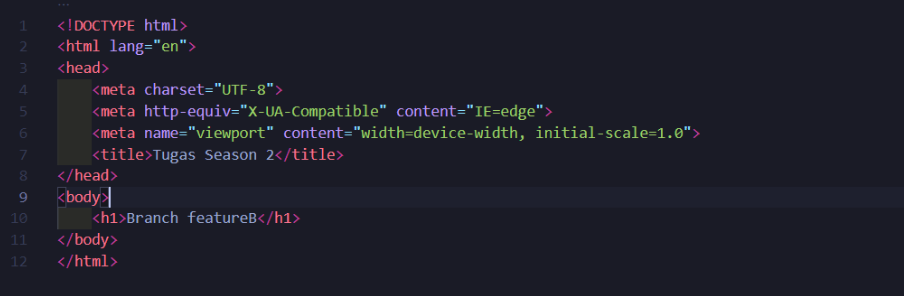 ...
1 <!DOCTYPE html>
2 <html lang="en">
3 <head>
4 <meta charset="UTF-8">
5 <meta http-equiv="X-UA-Compatible" content="IE=edge">
6 <meta name="viewport" content="width=device-width, initial-scale=1.0">
7 <title>Tugas Season 2</title>
8 </head>
9 <body>
10 <h1>Branch featureB</h1>
11 </body>
12 </html>